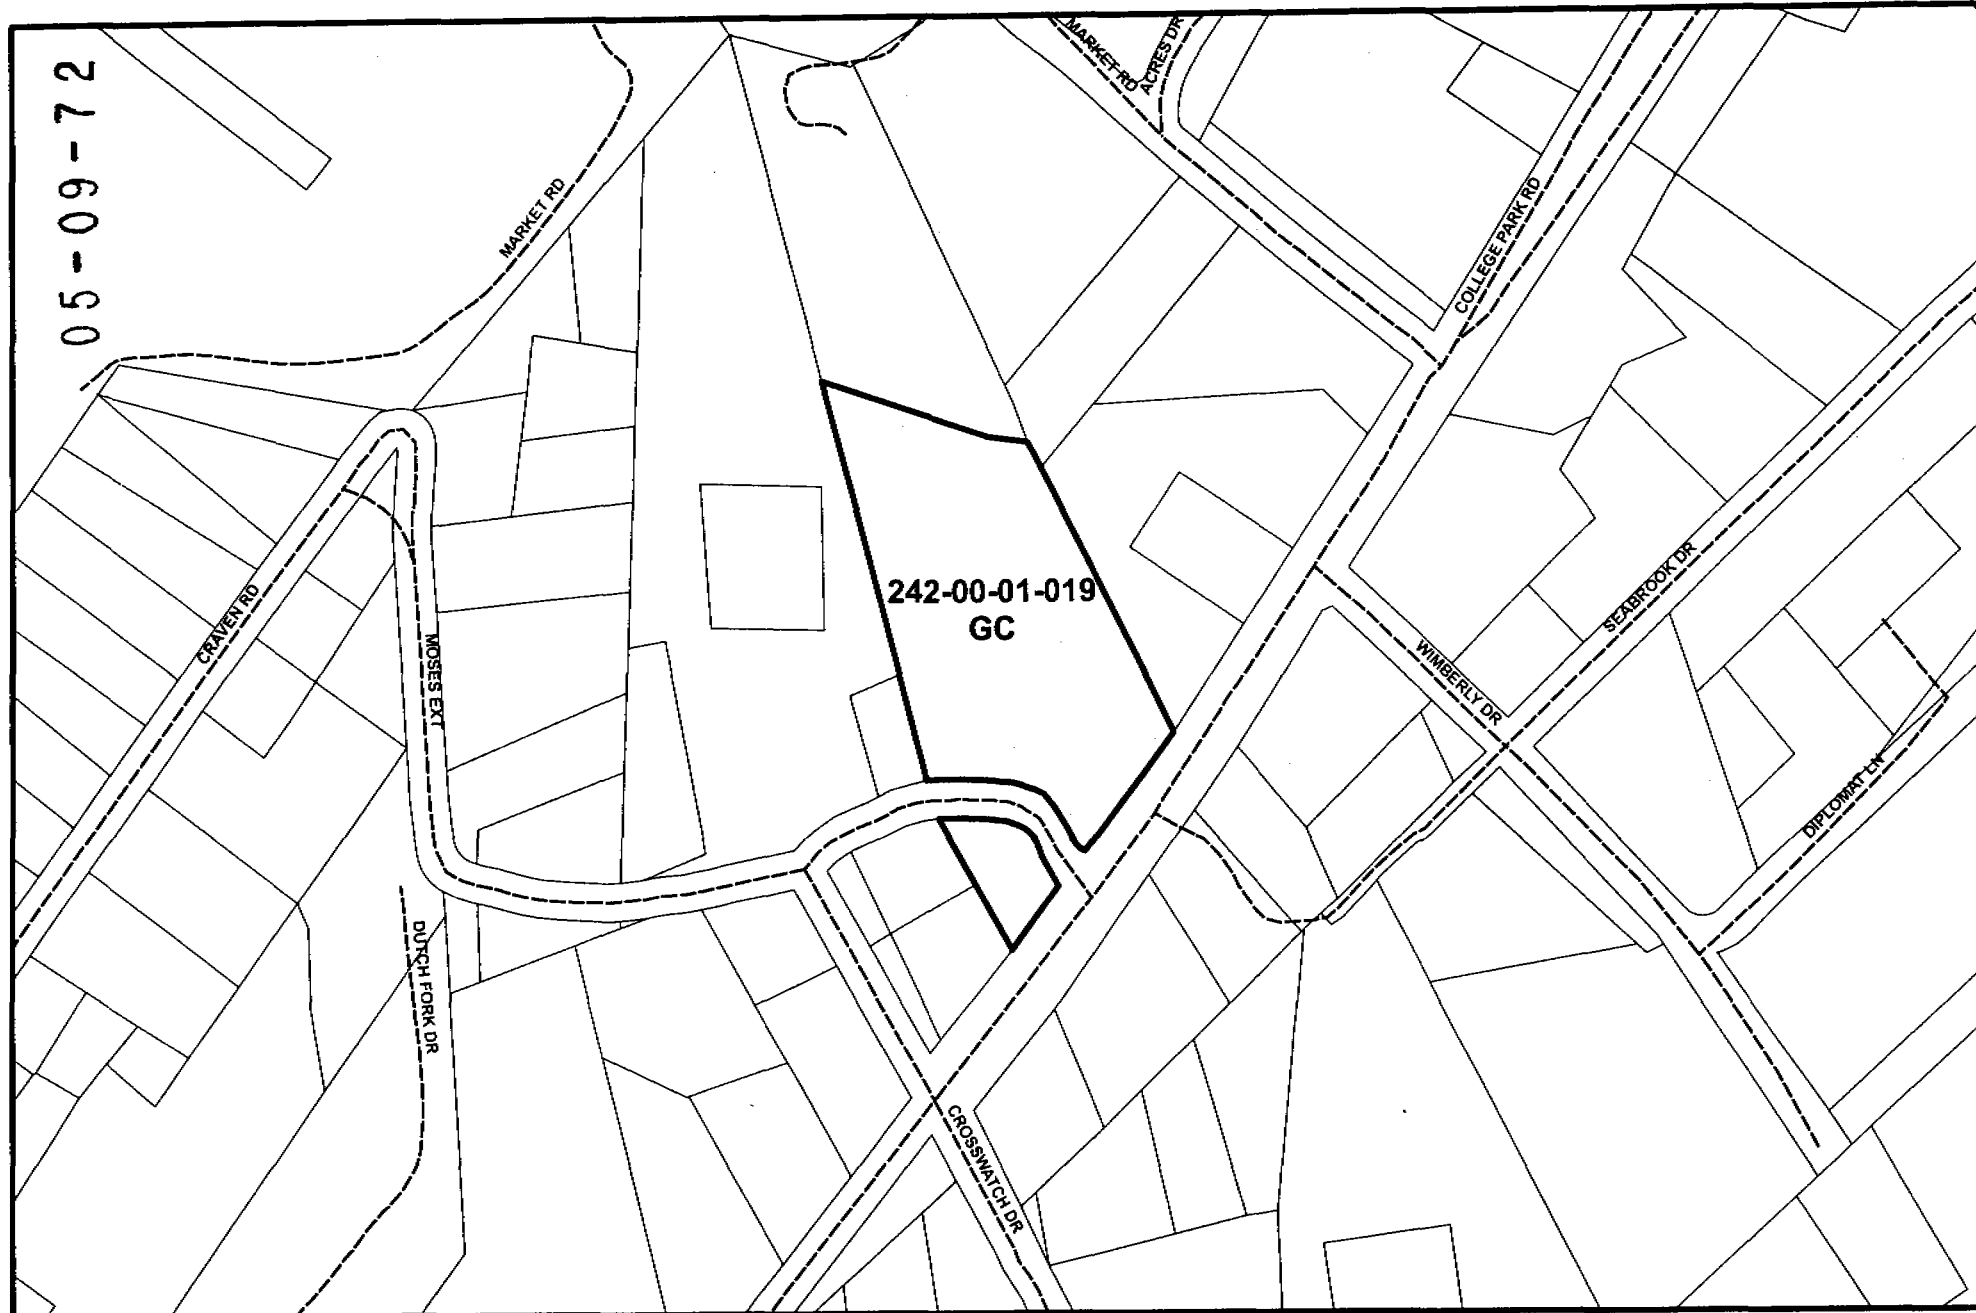 05-09-72
MARKET RD
ACRES DR
MARKET RD
COLLEGE PARK RD
242-00-01-019
GC
CRAVEN RD
MOSES EXT
SEABROOK DR
WIMBERLY DR
DIPLOMAT LN
DUTCH FORK DR
CROSSWATCH DR